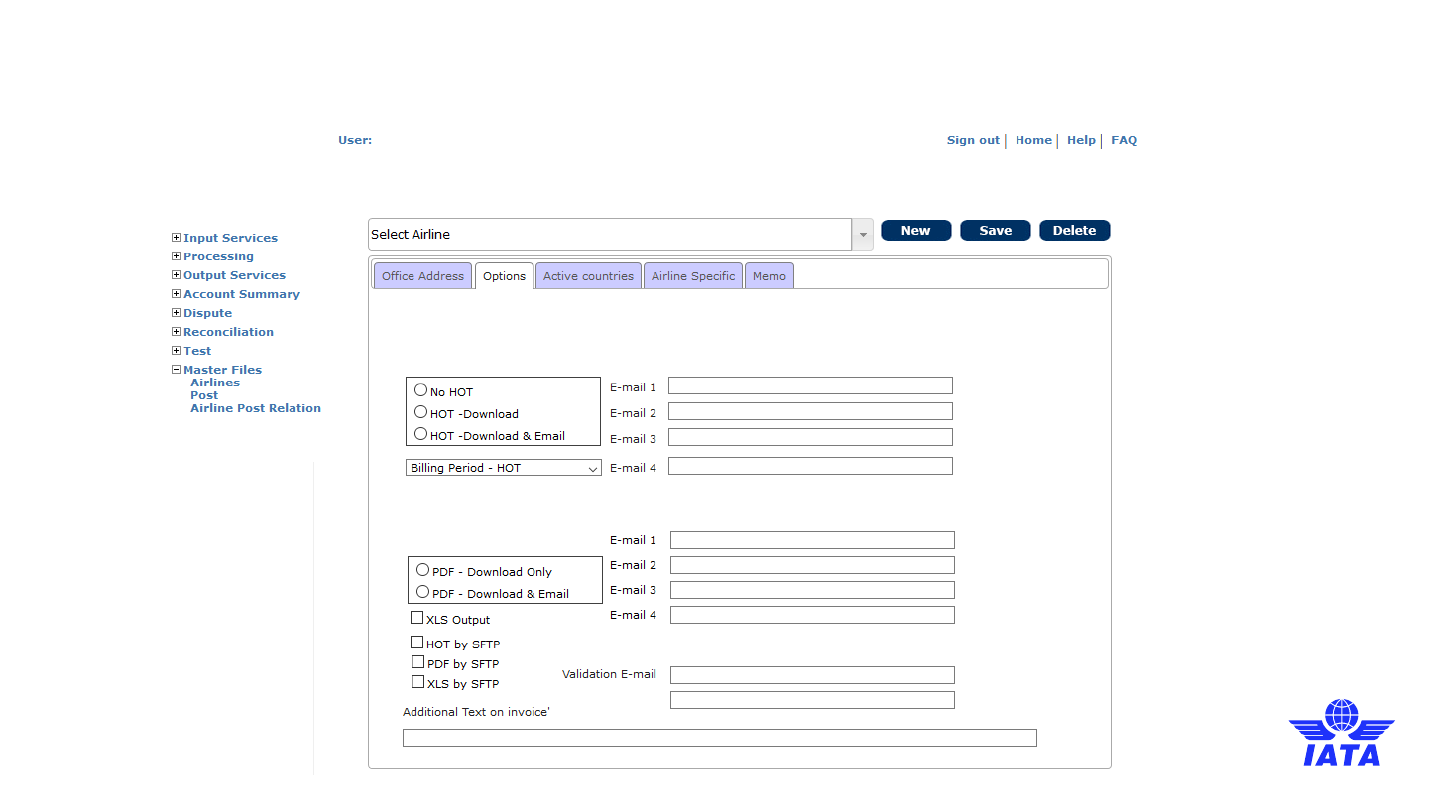 User:
Sign out | Home | Help | FAQ
Select Airline
New
Save
Delete
Input Services
Processing
Output Services
Account Summary
Dispute
Reconciliation
Test
Master Files
Airlines
Post
Airline Post Relation
Office Address
Options
Active countries
Airline Specific
Memo
No HOT
HOT -Download
HOT -Download & Email
Billing Period - HOT
E-mail 1
E-mail 2
E-mail 3
E-mail 4
E-mail 1
E-mail 2
E-mail 3
E-mail 4
PDF - Download Only
PDF - Download & Email
XLS Output
HOT by SFTP
PDF by SFTP
XLS by SFTP
Validation E-mail
Additional Text on invoice'
IATA